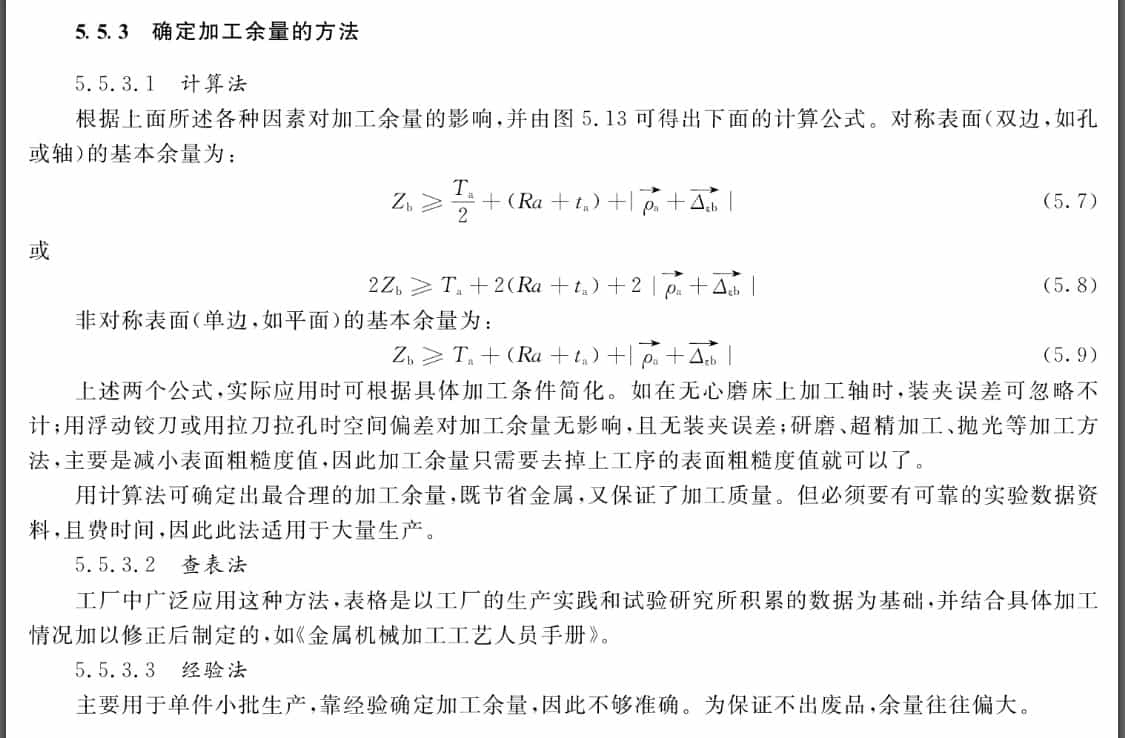 5.5.3 确定加工余量的方法
5.5.3.1 计算法
根据上面所述各种因素对加工余量的影响,并由图 5.13 可得出下面的计算公式。对称表面(双边,如孔
或轴)的基本余量为:
Z_b ⩾ T_a/2 + (Ra + t_a) + | ρ_a→ + Δ_gb→ | (5.7)
或
2Z_b ⩾ T_a + 2(Ra + t_a) + 2 | ρ_a→ + Δ_gb→ | (5.8)
非对称表面(单边,如平面)的基本余量为:
Z_b ⩾ T_a + (Ra + t_a) + | ρ_a→ + Δ_gb→ | (5.9)
上述两个公式,实际应用时可根据具体加工条件简化。如在无心磨床上加工轴时,装夹误差可忽略不
计;用浮动铰刀或用拉刀拉孔时空间偏差对加工余量无影响,且无装夹误差;研磨、超精加工、抛光等加工方
法,主要是减小表面粗糙度值,因此加工余量只需要去掉上工序的表面粗糙度值就可以了。
用计算法可确定出最合理的加工余量,既节省金属,又保证了加工质量。但必须要有可靠的实验数据资
料,且费时间,因此此法适用于大量生产。
5.5.3.2 查表法
工厂中广泛应用这种方法,表格是以工厂的生产实践和试验研究所积累的数据为基础,并结合具体加工
情况加以修正后制定的,如《金属机械加工工艺人员手册》。
5.5.3.3 经验法
主要用于单件小批生产,靠经验确定加工余量,因此不够准确。为保证不出废品,余量往往偏大。